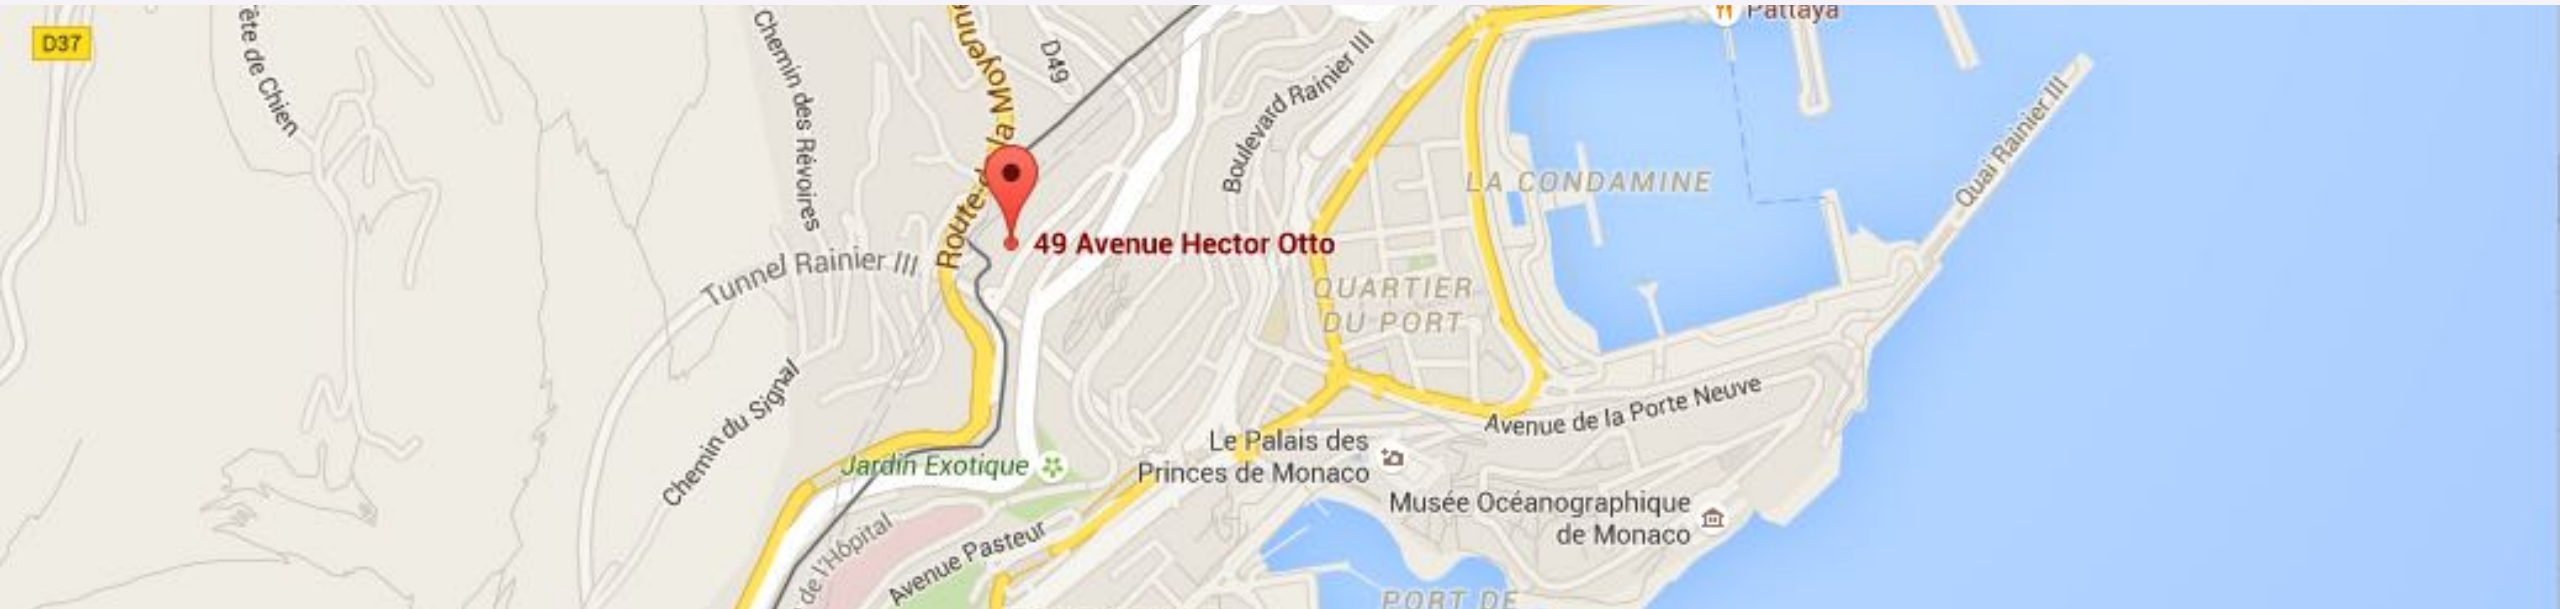 Pattaya
D37
Chemin des Révoires
D49
Boulevard Rainier III
Quai Rainier III
LA CONDAMINE
49 Avenue Hector Otto
Tunnel Rainier III
QUARTIER
DU PORT
Chemin du Signal
Avenue de la Porte Neuve
Le Palais des
Princes de Monaco
Jardin Exotique
Musée Océanographique
de Monaco
de l'Hôpital
Avenue Pasteur
PORT DE